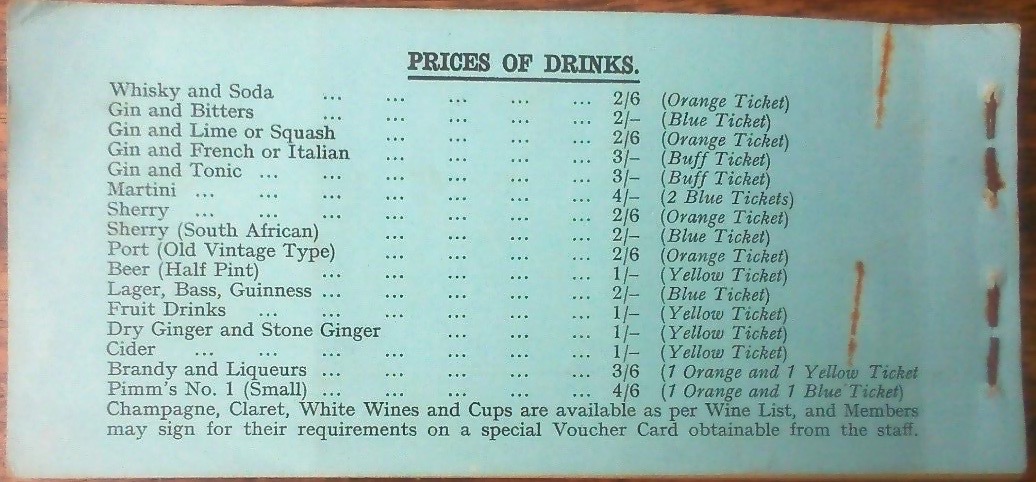 PRICES OF DRINKS.
Whisky and Soda ... ... ... ... ... 2/6 (Orange Ticket)
Gin and Bitters ... ... ... ... ... 2/– (Blue Ticket)
Gin and Lime or Squash ... ... ... ... 2/6 (Orange Ticket)
Gin and French or Italian ... ... ... ... 3/– (Buff Ticket)
Gin and Tonic ... ... ... ... ... ... 3/– (Buff Ticket)
Martini ... ... ... ... ... ... ... 4/– (2 Blue Tickets)
Sherry ... ... ... ... ... ... ... 2/6 (Orange Ticket)
Sherry (South African) ... ... ... ... 2/– (Blue Ticket)
Port (Old Vintage Type) ... ... ... ... 2/6 (Orange Ticket)
Beer (Half Pint) ... ... ... ... ... 1/– (Yellow Ticket)
Lager, Bass, Guinness ... ... ... ... ... 2/– (Blue Ticket)
Fruit Drinks ... ... ... ... ... ... 1/– (Yellow Ticket)
Dry Ginger and Stone Ginger ... ... ... 1/– (Yellow Ticket)
Cider ... ... ... ... ... ... ... 1/– (Yellow Ticket)
Brandy and Liqueurs ... ... ... ... ... 3/6 (1 Orange and 1 Yellow Ticket
Pimm's No. 1 (Small) ... ... ... ... ... 4/6 (1 Orange and 1 Blue Ticket)
Champagne, Claret, White Wines and Cups are available as per Wine List, and Members
may sign for their requirements on a special Voucher Card obtainable from the staff.